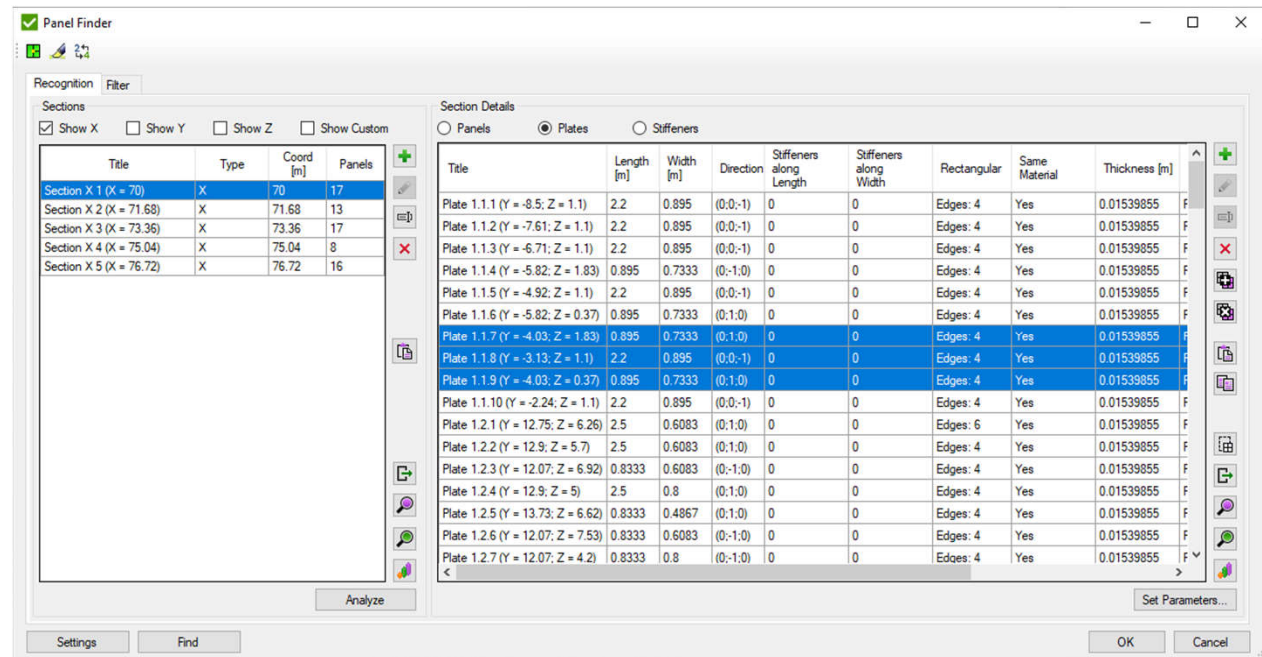 Panel Finder
Recognition Filter
Sections
Show X Show Y Show Z Show Custom
Title Type Coord [m] Panels
Section X 1 (X = 70) X 70 17
Section X 2 (X = 71.68) X 71.68 13
Section X 3 (X = 73.36) X 73.36 17
Section X 4 (X = 75.04) X 75.04 8
Section X 5 (X = 76.72) X 76.72 16
Analyze
Section Details
Panels Plates Stiffeners
Title Length [m] Width [m] Direction Stiffeners along Length Stiffeners along Width Rectangular Same Material Thickness [m]
Plate 1.1.1 (Y = -8.5; Z = 1.1) 2.2 0.895 (0;0;-1) 0 0 Edges: 4 Yes 0.01539855 F
Plate 1.1.2 (Y = -7.61; Z = 1.1) 2.2 0.895 (0;0;-1) 0 0 Edges: 4 Yes 0.01539855 F
Plate 1.1.3 (Y = -6.71; Z = 1.1) 2.2 0.895 (0;0;-1) 0 0 Edges: 4 Yes 0.01539855 F
Plate 1.1.4 (Y = -5.82; Z = 1.83) 0.895 0.7333 (0;-1;0) 0 0 Edges: 4 Yes 0.01539855 F
Plate 1.1.5 (Y = -4.92; Z = 1.1) 2.2 0.895 (0;0;-1) 0 0 Edges: 4 Yes 0.01539855 F
Plate 1.1.6 (Y = -5.82; Z = 0.37) 0.895 0.7333 (0;1;0) 0 0 Edges: 4 Yes 0.01539855 F
Plate 1.1.7 (Y = -4.03; Z = 1.83) 0.895 0.7333 (0;1;0) 0 0 Edges: 4 Yes 0.01539855 F
Plate 1.1.8 (Y = -3.13; Z = 1.1) 2.2 0.895 (0;0;-1) 0 0 Edges: 4 Yes 0.01539855 F
Plate 1.1.9 (Y = -4.03; Z = 0.37) 0.895 0.7333 (0;1;0) 0 0 Edges: 4 Yes 0.01539855 F
Plate 1.1.10 (Y = -2.24; Z = 1.1) 2.2 0.895 (0;0;-1) 0 0 Edges: 4 Yes 0.01539855 F
Plate 1.2.1 (Y = 12.75; Z = 6.26) 2.5 0.6083 (0;1;0) 0 0 Edges: 6 Yes 0.01539855 F
Plate 1.2.2 (Y = 12.9; Z = 5.7) 2.5 0.6083 (0;1;0) 0 0 Edges: 4 Yes 0.01539855 F
Plate 1.2.3 (Y = 12.07; Z = 6.92) 0.8333 0.6083 (0;-1;0) 0 0 Edges: 4 Yes 0.01539855 F
Plate 1.2.4 (Y = 12.9; Z = 5) 2.5 0.8 (0;1;0) 0 0 Edges: 4 Yes 0.01539855 F
Plate 1.2.5 (Y = 13.73; Z = 6.62) 0.8333 0.4867 (0;1;0) 0 0 Edges: 4 Yes 0.01539855 F
Plate 1.2.6 (Y = 12.07; Z = 7.53) 0.8333 0.6083 (0;-1;0) 0 0 Edges: 4 Yes 0.01539855 F
Plate 1.2.7 (Y = 12.07; Z = 4.2) 0.8333 0.8 (0;-1;0) 0 0 Edges: 4 Yes 0.01539855 F
Set Parameters...
Settings Find OK Cancel